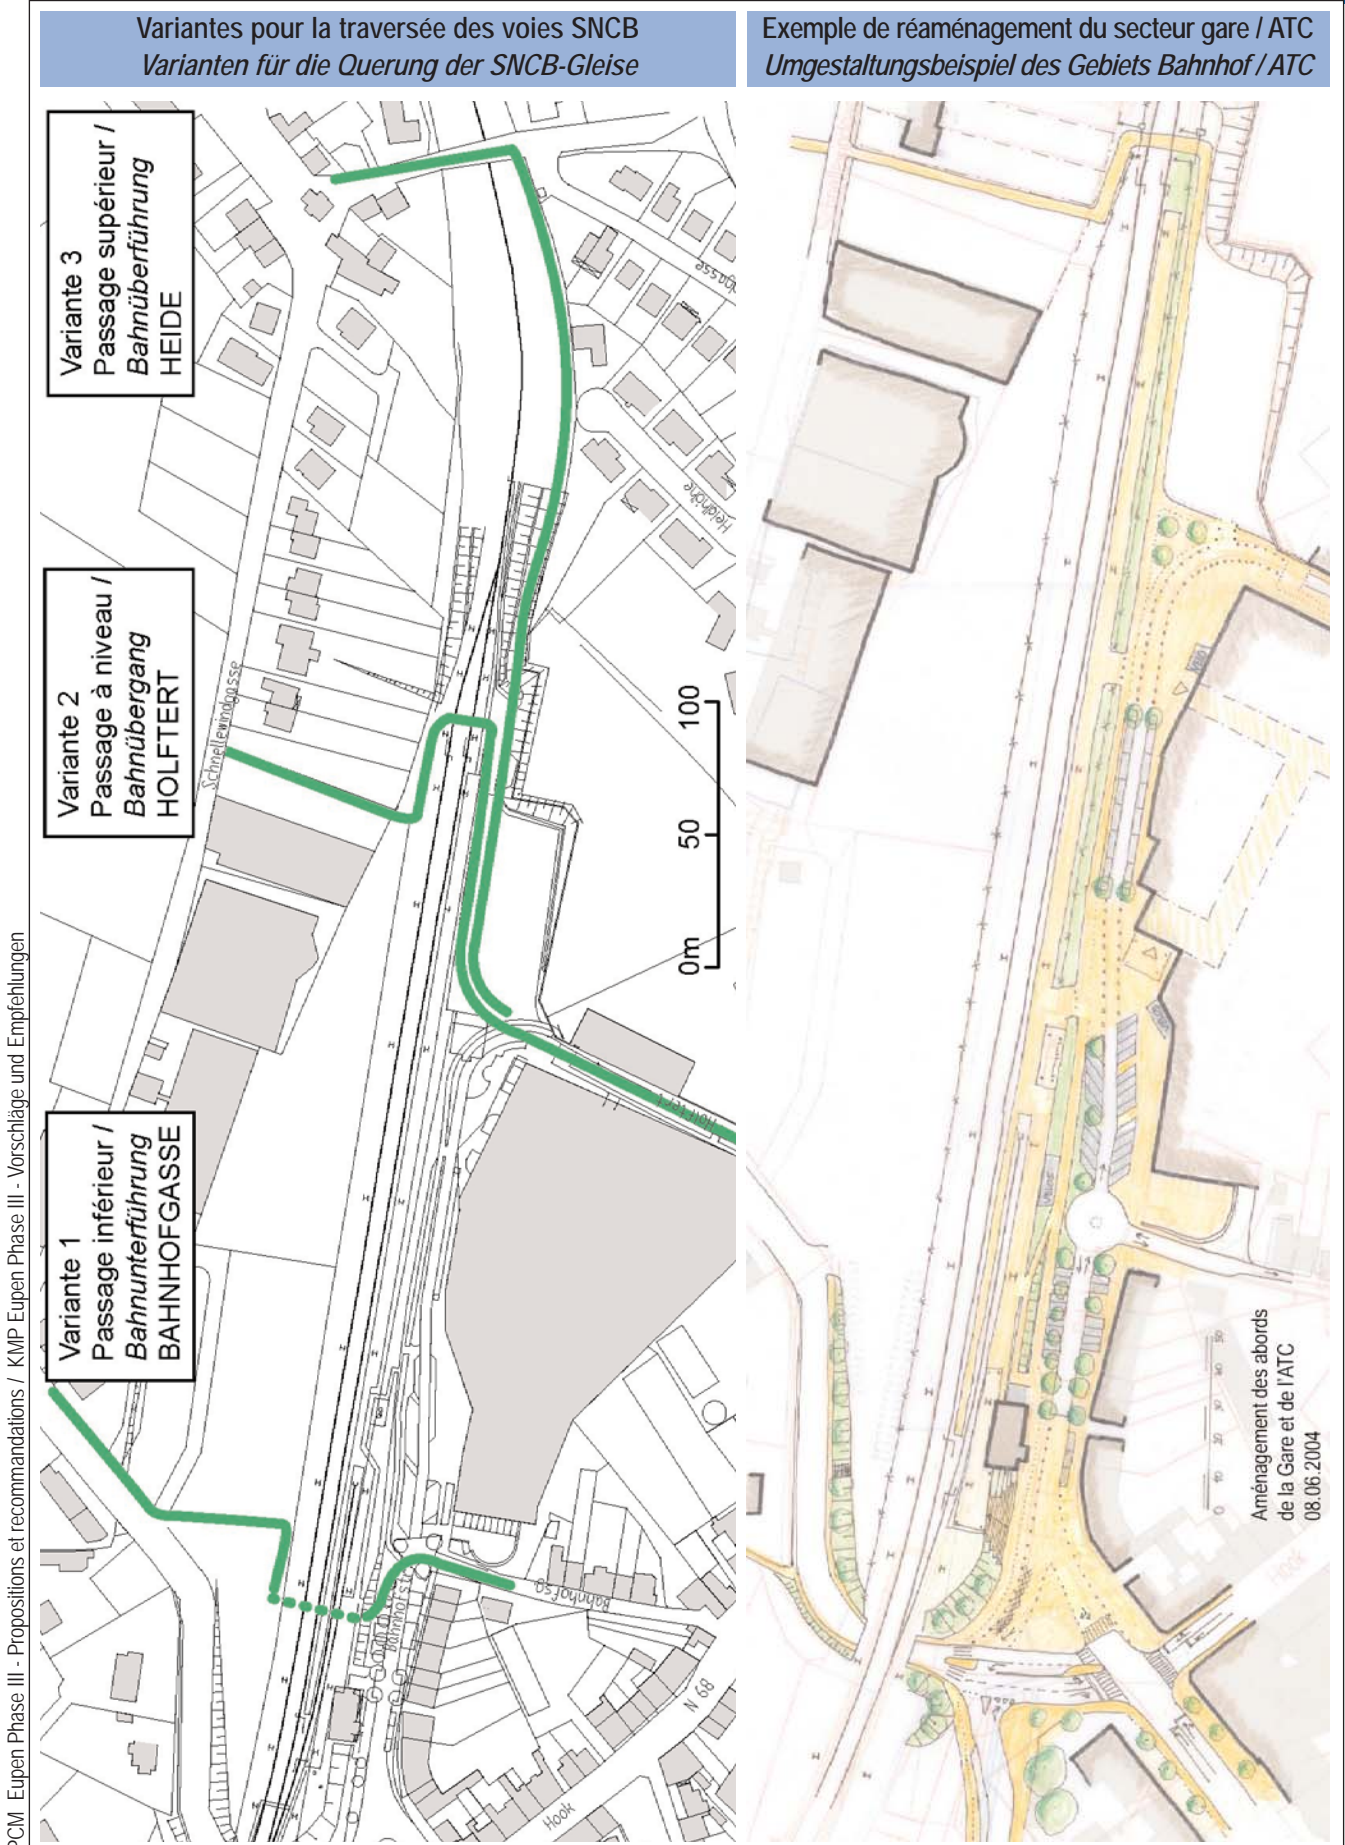 Variantes pour la traversée des voies SNCB
Varianten für die Querung der SNCB-Gleise
Exemple de réaménagement du secteur gare / ATC
Umgestaltungsbeispiel des Gebiets Bahnhof / ATC
Variante 3
Passage supérieur /
Bahnüberführung
HEIDE
Variante 2
Passage à niveau /
Bahnübergang
HOLFTERT
Variante 1
Passage inférieur /
Bahnunterführung
BAHNHOFGASSE
Schnellewindgasse
Heidhöhe
0m 50 100
Bahnhofstr
Bahnhofsg
N 68
Hook
Hook
Aménagement des abords
de la Gare et de l'ATC
08.06.2004
PCM Eupen Phase III - Propositions et recommandations / KMP Eupen Phase III - Vorschläge und Empfehlungen